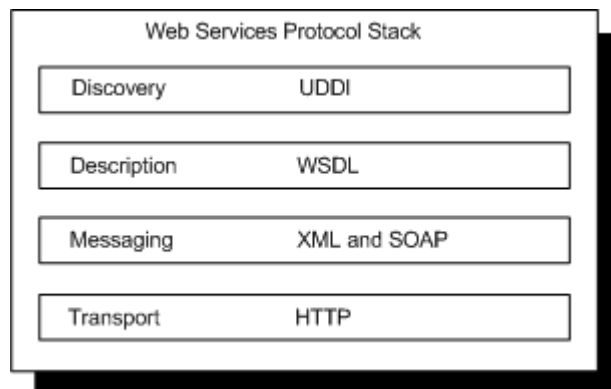 Web Services Protocol Stack
Discovery UDDI
Description WSDL
Messaging XML and SOAP
Transport HTTP